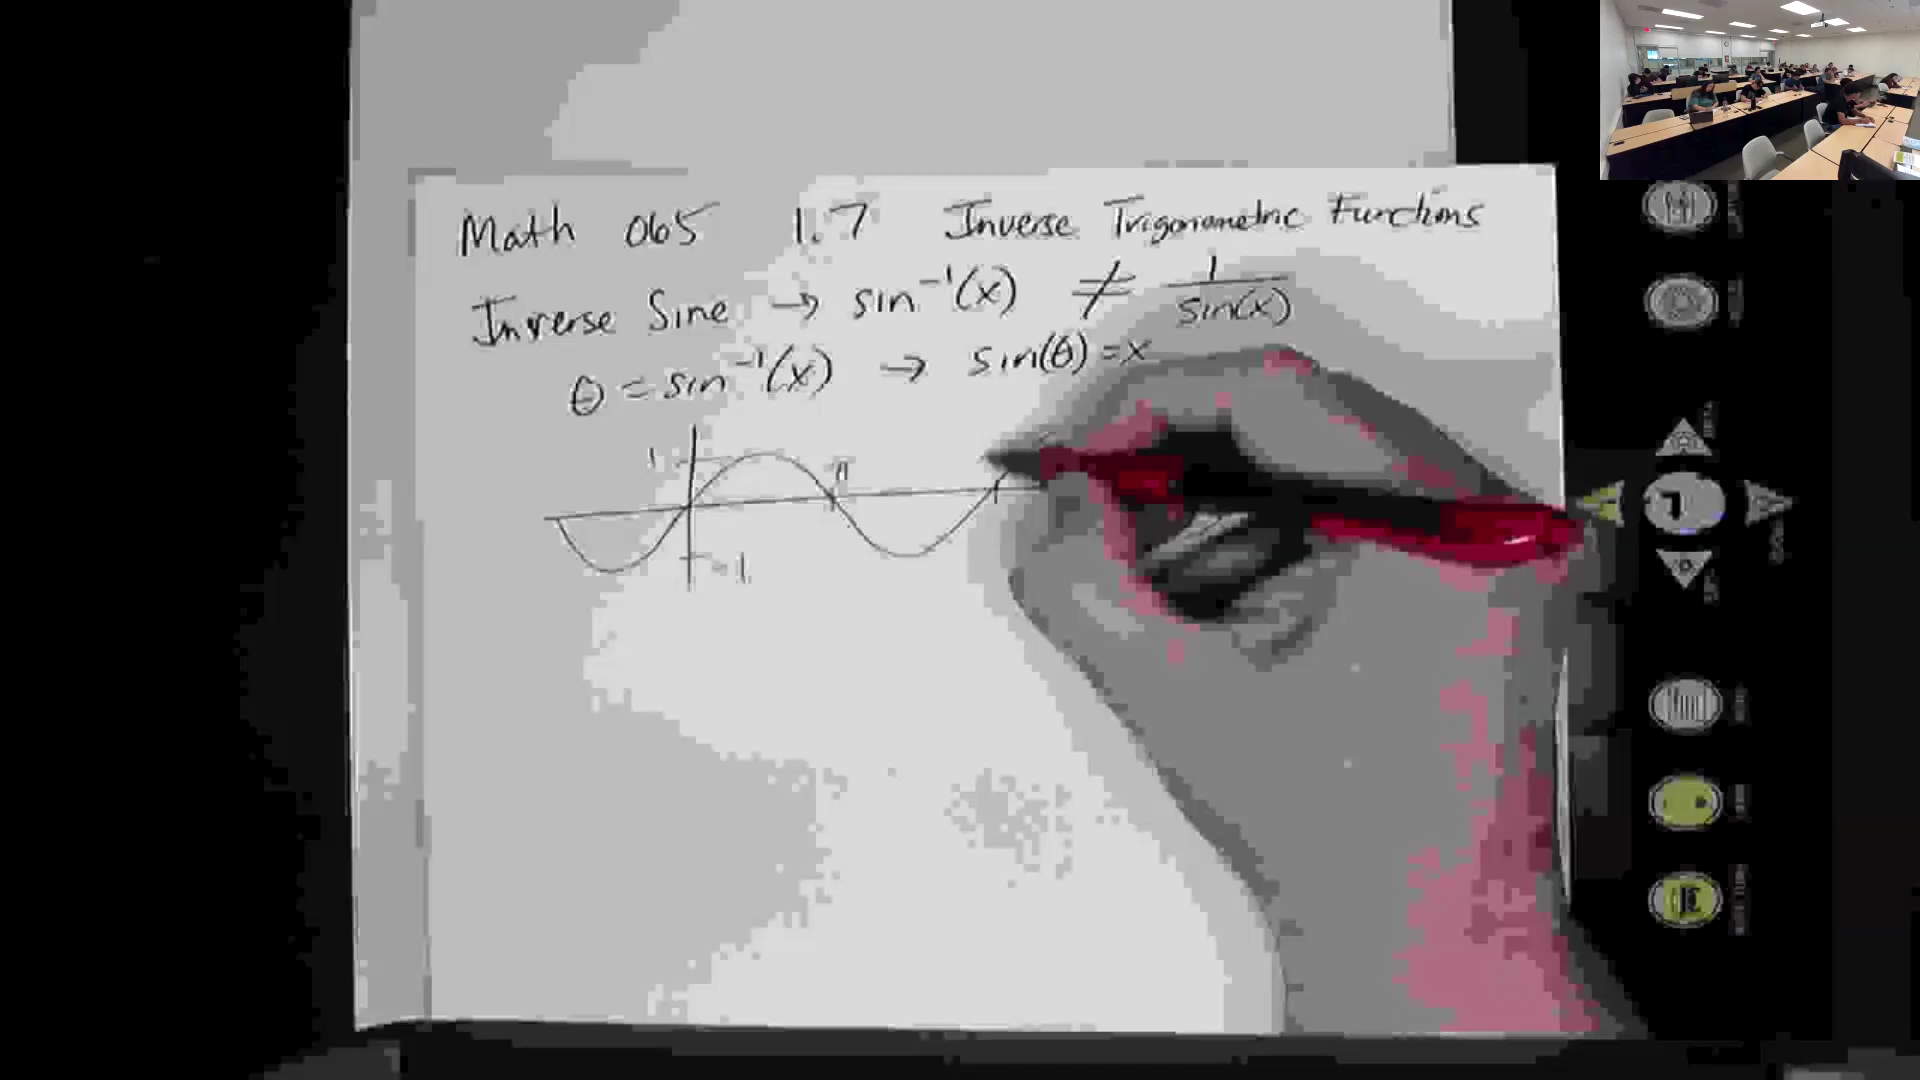 Math 065 1.7 Inverse Trigonometric Functions
Inverse Sine → sin⁻¹(x) ≠ 1/sin(x)
θ = sin⁻¹(x) → sin(θ) = x
1 π
-1